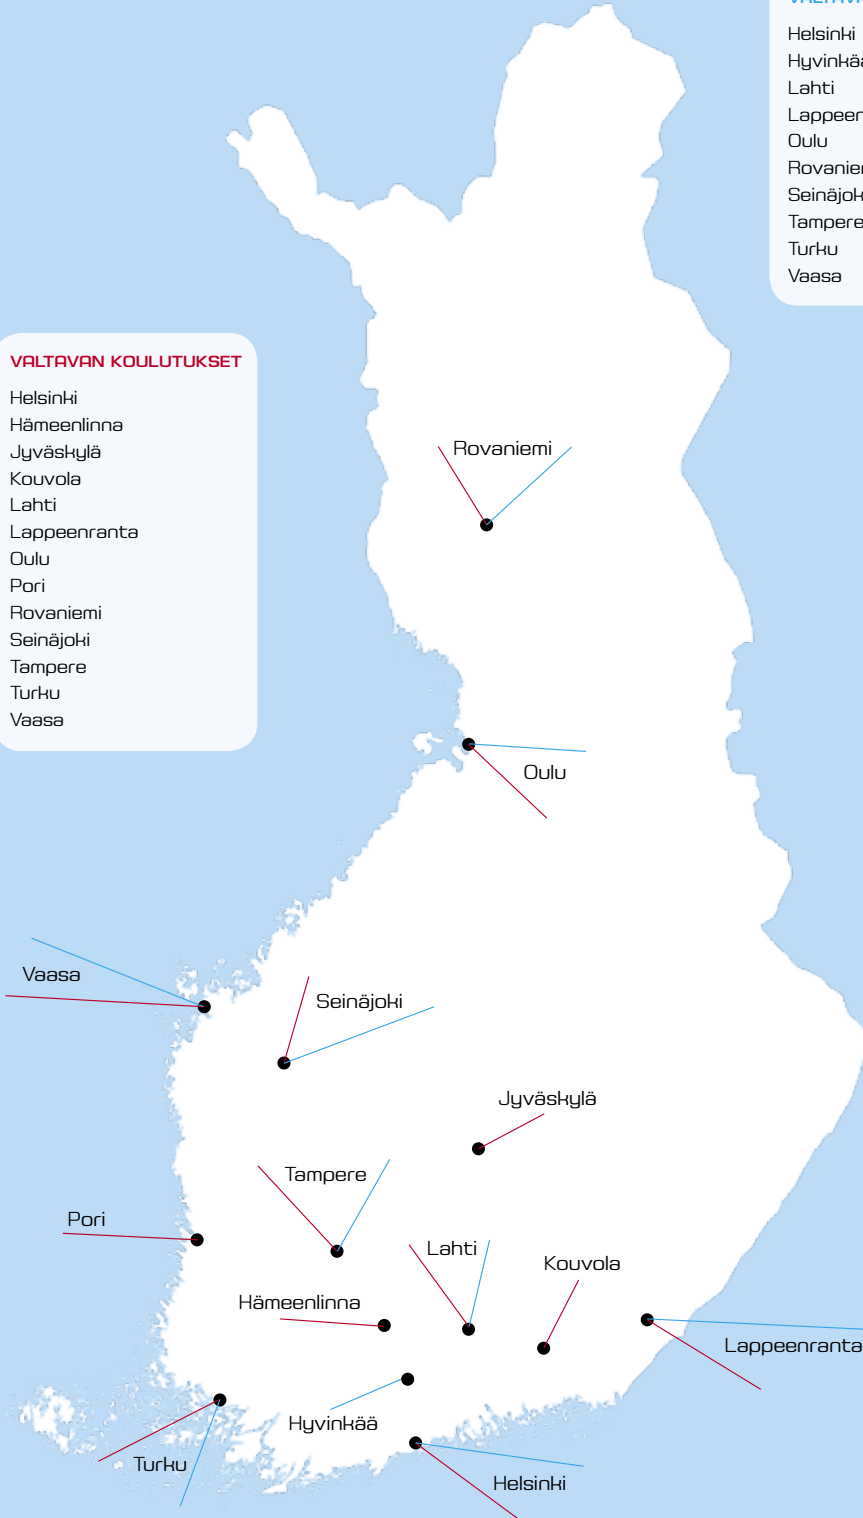 Helsinki
Lahti
Oulu
Tampere
Turku
Vaasa
VALTAVAN KOULUTUKSET
Helsinki
Hämeenlinna
Jyväskylä
Kouvola
Lahti
Lappeenranta
Oulu
Pori
Rovaniemi
Seinäjoki
Tampere
Turku
Vaasa
Rovaniemi
Oulu
Vaasa
Seinäjoki
Jyväskylä
Tampere
Pori
Lahti
Kouvola
Hämeenlinna
Lappeenranta
Hyvinkää
Turku
Helsinki